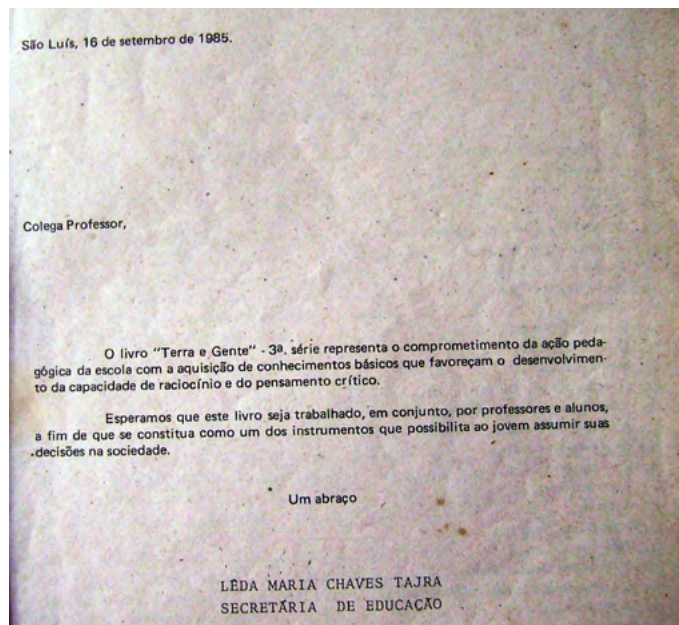 São Luís, 16 de setembro de 1985.
Colega Professor,
O livro "Terra e Gente" - 3ª. série representa o comprometimento da ação peda-
gógica da escola com a aquisição de conhecimentos básicos que favoreçam o desenvolvimen-
to da capacidade de raciocínio e do pensamento crítico.
Esperamos que este livro seja trabalhado, em conjunto, por professores e alunos,
a fim de que se constitua como um dos instrumentos que possibilita ao jovem assumir suas
decisões na sociedade.
Um abraço
LÊDA MARIA CHAVES TAJRA
SECRETÁRIA DE EDUCAÇÃO